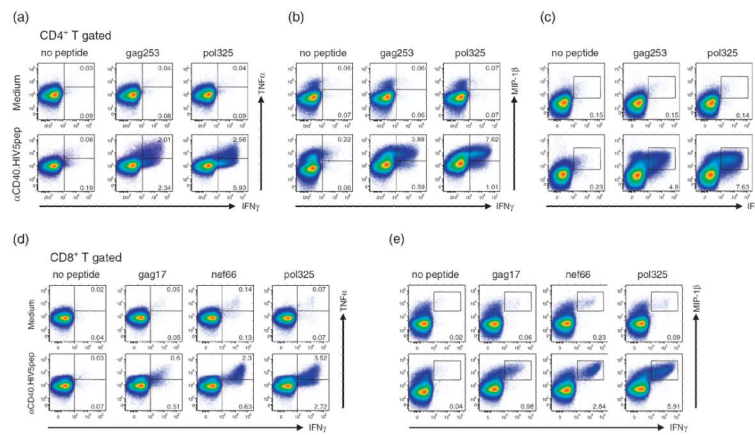 (a)
CD4+ T gated
no peptide gag253 pol325
Medium
0.03 3.04 0.04
0.09 0.08 0.09
αCD40.HIV5pep
0.08 2.01 2.56
0.19 2.34 5.93
TNFα
IFNγ
(b)
no peptide gag253 pol325
0.05 0.06 0.07
0.07 0.06 0.07
0.22 3.88 7.62
0.06 0.59 1.01
MIP-1β
IFNγ
(c)
no peptide gag253 pol325
0.15 0.15 0.14
0.23 4.9 7.63
IF
(d)
CD8+ T gated
no peptide gag17 nef66 pol325
Medium
0.02 0.05 0.14 0.07
0.04 0.05 0.13 0.07
αCD40.HIV5pep
0.03 0.6 2.3 3.52
0.07 0.51 0.63 2.72
TNFα
IFNγ
(e)
no peptide gag17 nef66 pol325
0.02 0.06 0.23 0.09
0.04 0.98 2.84 5.91
MIP-1β
IFNγ